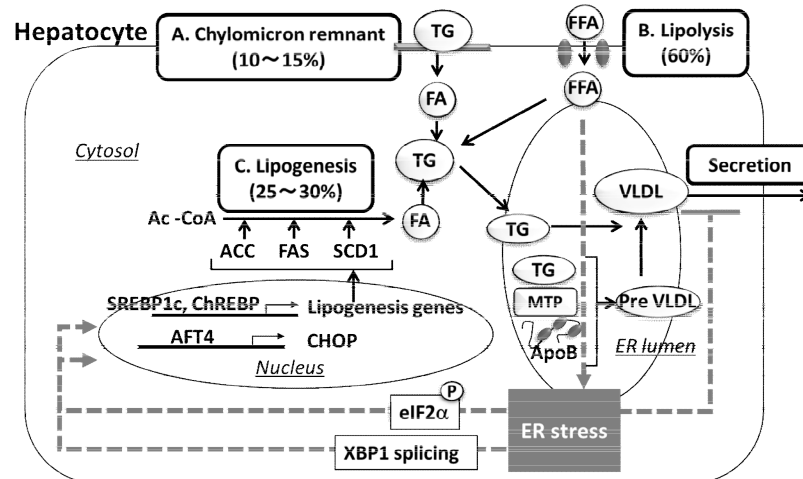 Hepatocyte
A. Chylomicron remnant
(10～15%)
TG
FFA
B. Lipolysis
(60%)
FA
FFA
Cytosol
TG
C. Lipogenesis
(25～30%)
Secretion
VLDL
Ac -CoA
FA
TG
ACC FAS SCD1
TG
MTP
Pre VLDL
SREBP1c, ChREBP
Lipogenesis genes
AFT4
CHOP
ApoB
ER lumen
Nucleus
P
eIF2α
ER stress
XBP1 splicing